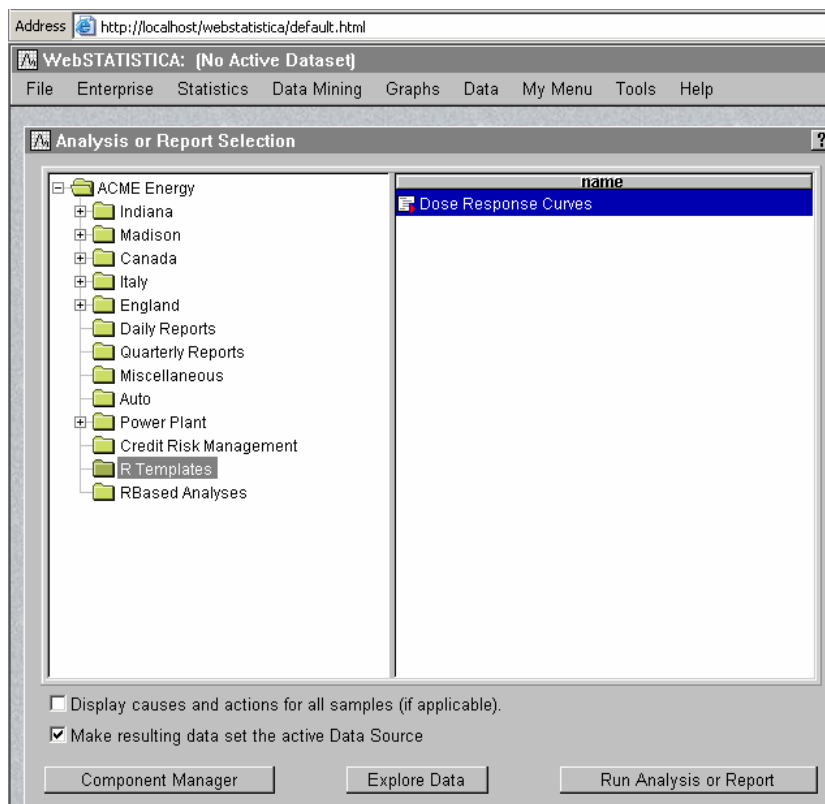 Address http://localhost/webstatistica/default.html
WebSTATISTICA: (No Active Dataset)
File Enterprise Statistics Data Mining Graphs Data My Menu Tools Help
Analysis or Report Selection ?
ACME Energy
Indiana
Madison
Canada
Italy
England
Daily Reports
Quarterly Reports
Miscellaneous
Auto
Power Plant
Credit Risk Management
R Templates
RBased Analyses
name
Dose Response Curves
Display causes and actions for all samples (if applicable).
Make resulting data set the active Data Source
Component Manager Explore Data Run Analysis or Report